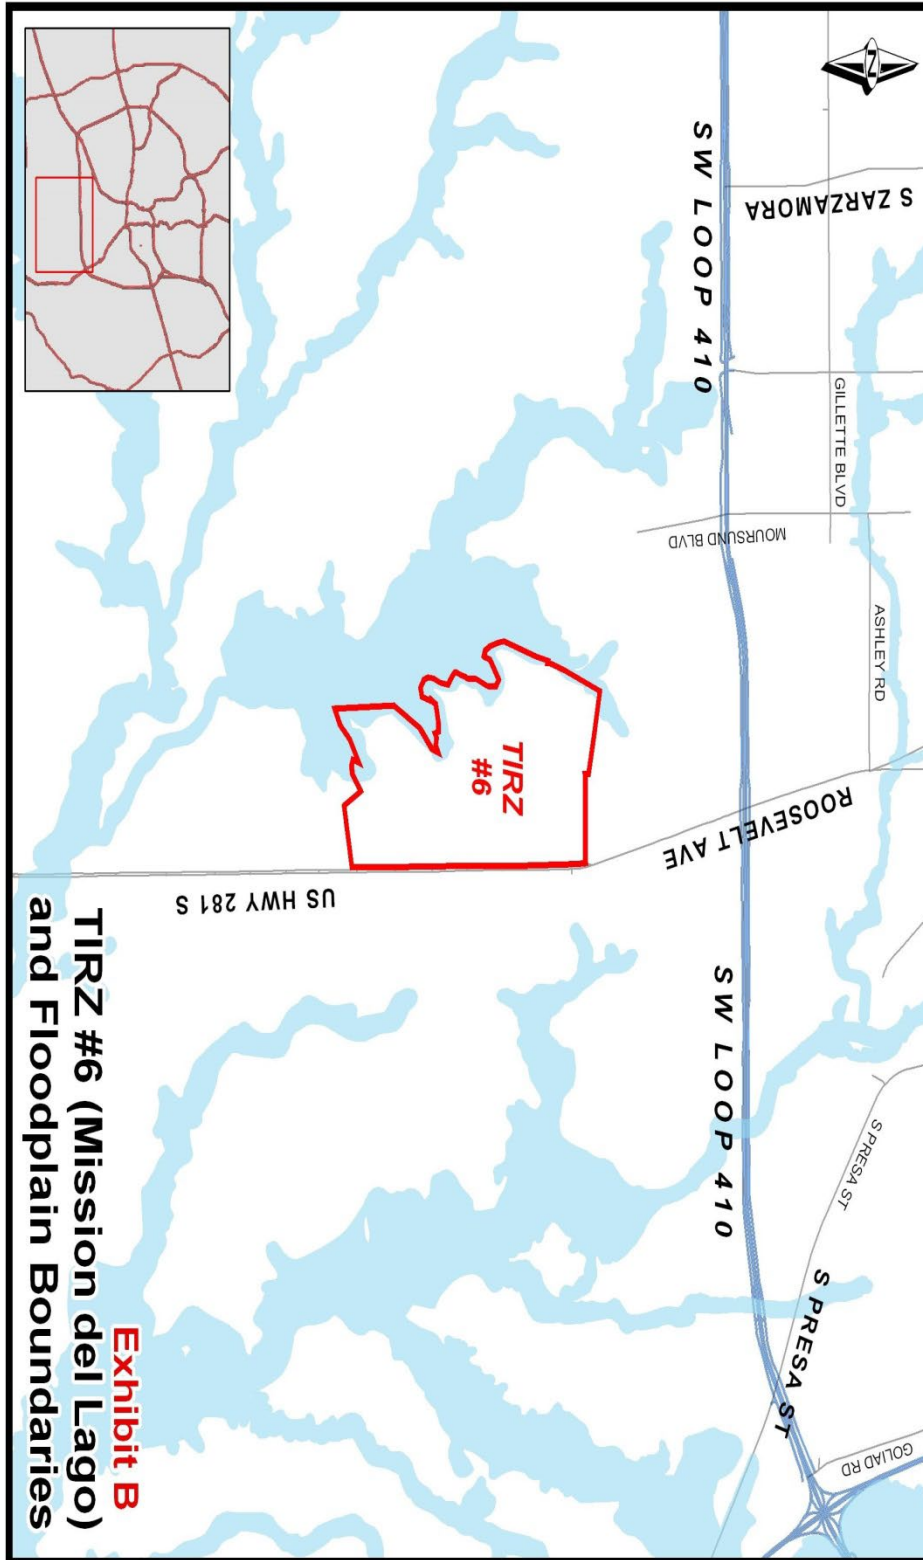 N
S ZARZAMORA
SW LOOP 410
GILLETTE BLVD
MOURSUND BLVD
ASHLEY RD
ROOSEVELT AVE
TIRZ
#6
US HWY 281 S
SW LOOP 410
S PRESA ST
S PRESA ST
GOLIAD RD
Exhibit B
TIRZ #6 (Mission del Lago)
and Floodplain Boundaries